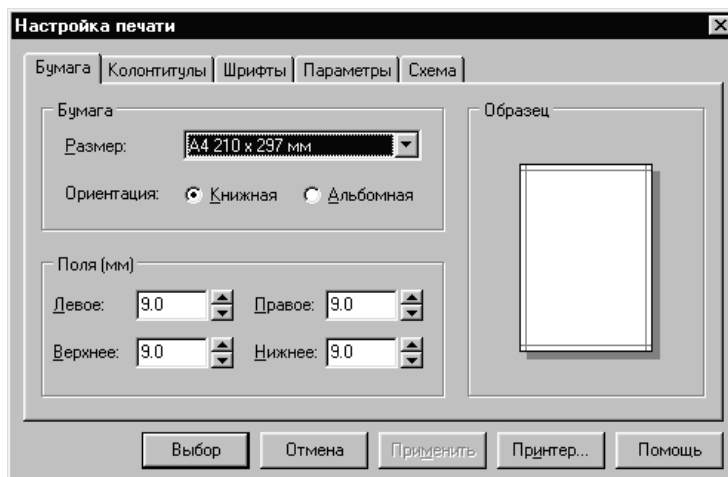 Настройка печати
Бумага Колонтитулы Шрифты Параметры Схема
Бумага
Размер: A4 210 x 297 мм
Ориентация: Книжная Альбомная
Поля (мм)
Левое: 9.0 Правое: 9.0
Верхнее: 9.0 Нижнее: 9.0
Образец
Выбор Отмена Применить Принтер... Помощь